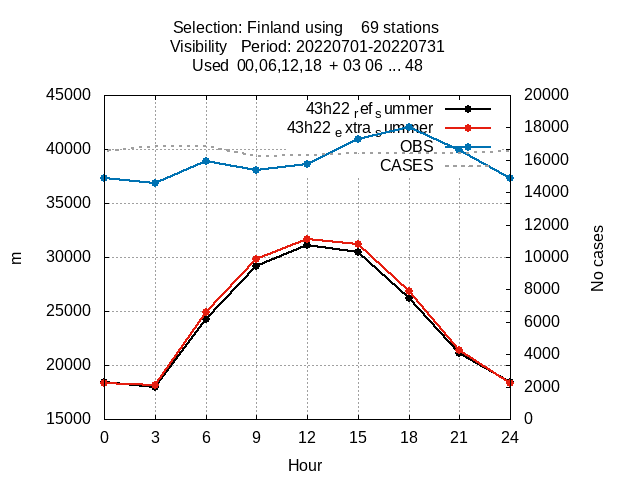 Selection: Finland using 69 stations
Visibility Period: 20220701-20220731
Used 00,06,12,18 + 03 06 ... 48
45000
40000
35000
30000
25000
20000
15000
m
20000
18000
16000
14000
12000
10000
8000
6000
4000
2000
0
No cases
43h22 ref summer
43h22 extra summer
OBS
CASES
0 3 6 9 12 15 18 21 24
Hour